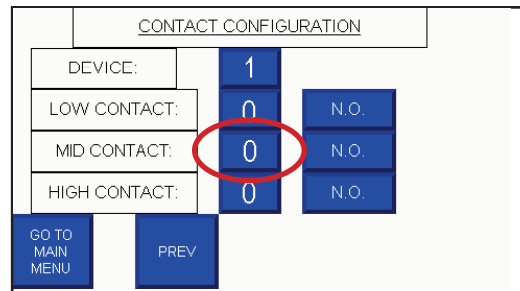 CONTACT CONFIGURATION
DEVICE: 1
LOW CONTACT: 0 N.O.
MID CONTACT: 0 N.O.
HIGH CONTACT: 0 N.O.
GO TO
MAIN PREV
MENU